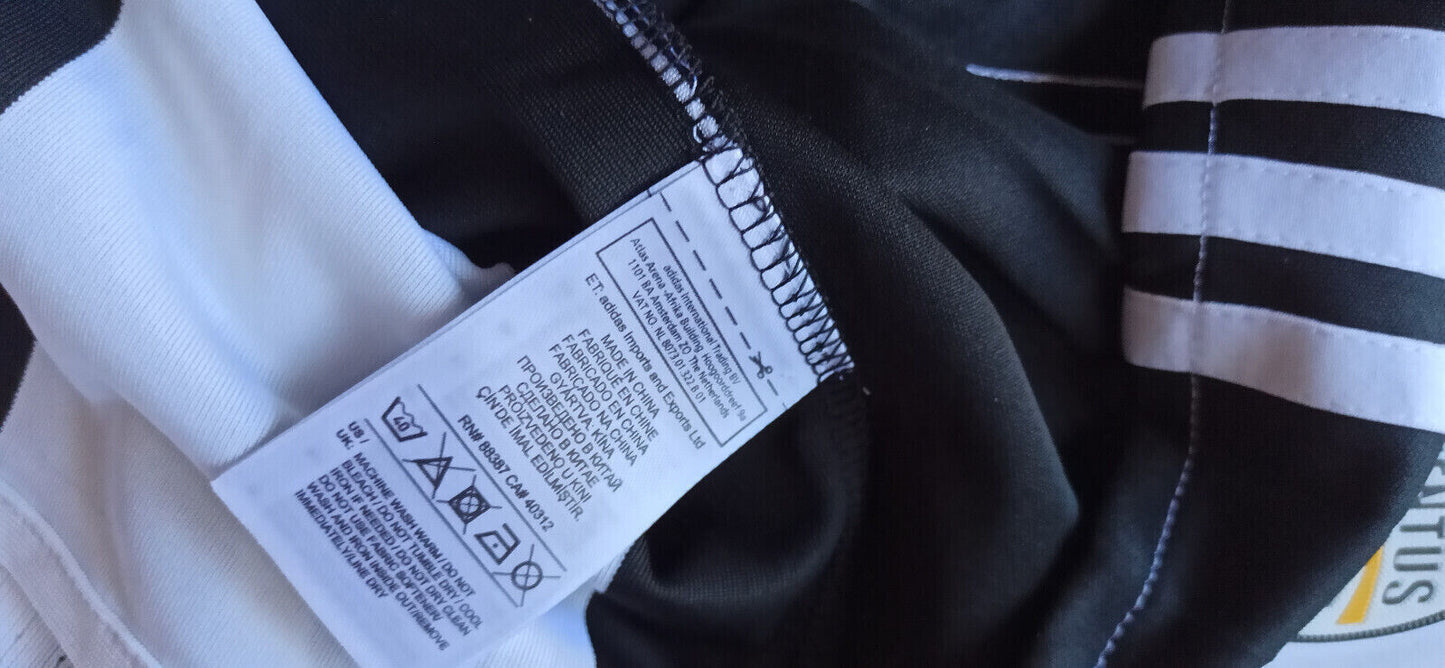 adidas International Trading BV
Atlas Arena -Afrika Building Hoogoorddreef 9a
1101 BA Amsterdam ZO The Netherlands
VAT NO. NL 8073.01.322.B.01
ET: adidas Imports and Exports Ltd
MADE IN CHINA
FABRIQUE EN CHINE
FABRICADO EN CHINA
FABRICADO NA CHINA
GYÁRTVA KÍNA
ПРОИЗВЕДЕНО В КИТАЙ
СДЕЛАНО В КИТАЕ
PROIZVEDENO U KINI
ÇİN'DE İMAL EDİLMİŞTİR.
RN# 88387 CA# 40312
40
US /
UK: MACHINE WASH WARM / DO NOT
BLEACH / DO NOT TUMBLE DRY / COOL
IRON IF NEEDED / DO NOT DRY CLEAN
DO NOT USE FABRIC SOFTENER/
WASH AND IRON INSIDE OUT/REMOVE
IMMEDIATELY/LINE DRY
NTUS